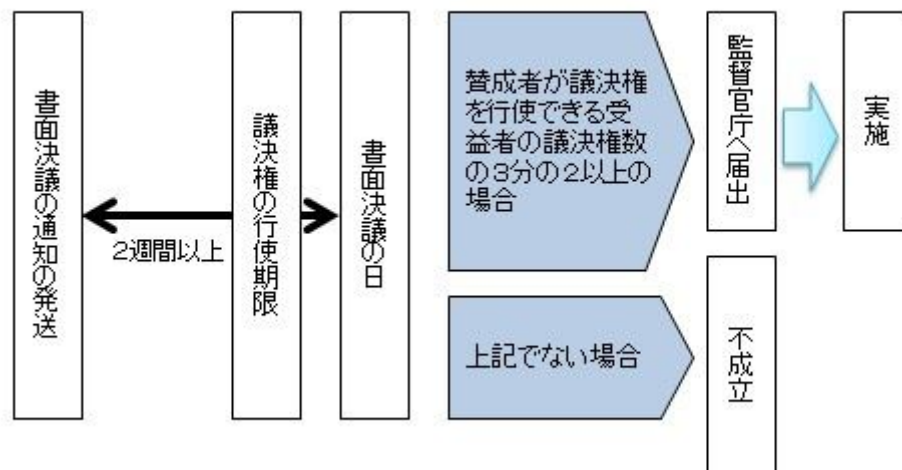 書面決議の通知の発送
2週間以上
議決権の行使期限
書面決議の日
賛成者が議決権
を行使できる受
益者の議決権数
の3分の2以上の
場合
監督官庁へ届出
実施
上記でない場合
不成立